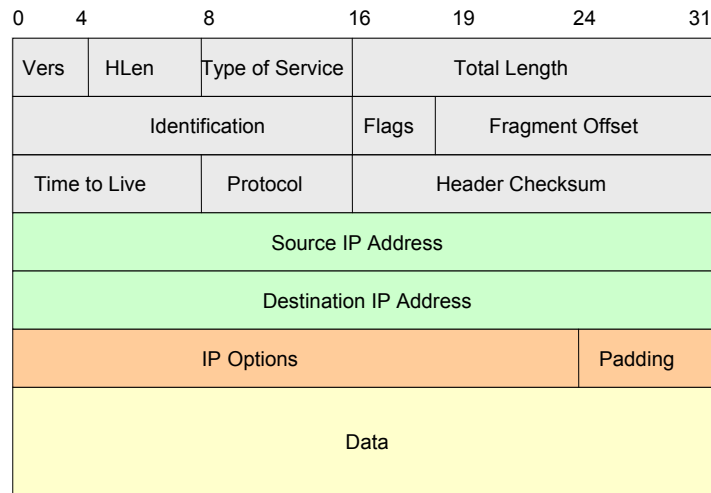 0 4 8 16 19 24 31
Vers HLen Type of Service Total Length
Identification Flags Fragment Offset
Time to Live Protocol Header Checksum
Source IP Address
Destination IP Address
IP Options Padding
Data